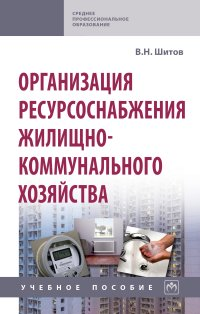 СРЕДНЕЕ
ПРОФЕССИОНАЛЬНОЕ
ОБРАЗОВАНИЕ
В.Н. Шитов
ОРГАНИЗАЦИЯ
РЕСУРСОСНАБЖЕНИЯ
ЖИЛИЩНО-
КОММУНАЛЬНОГО
ХОЗЯЙСТВА
УЧЕБНОЕ ПОСОБИЕ